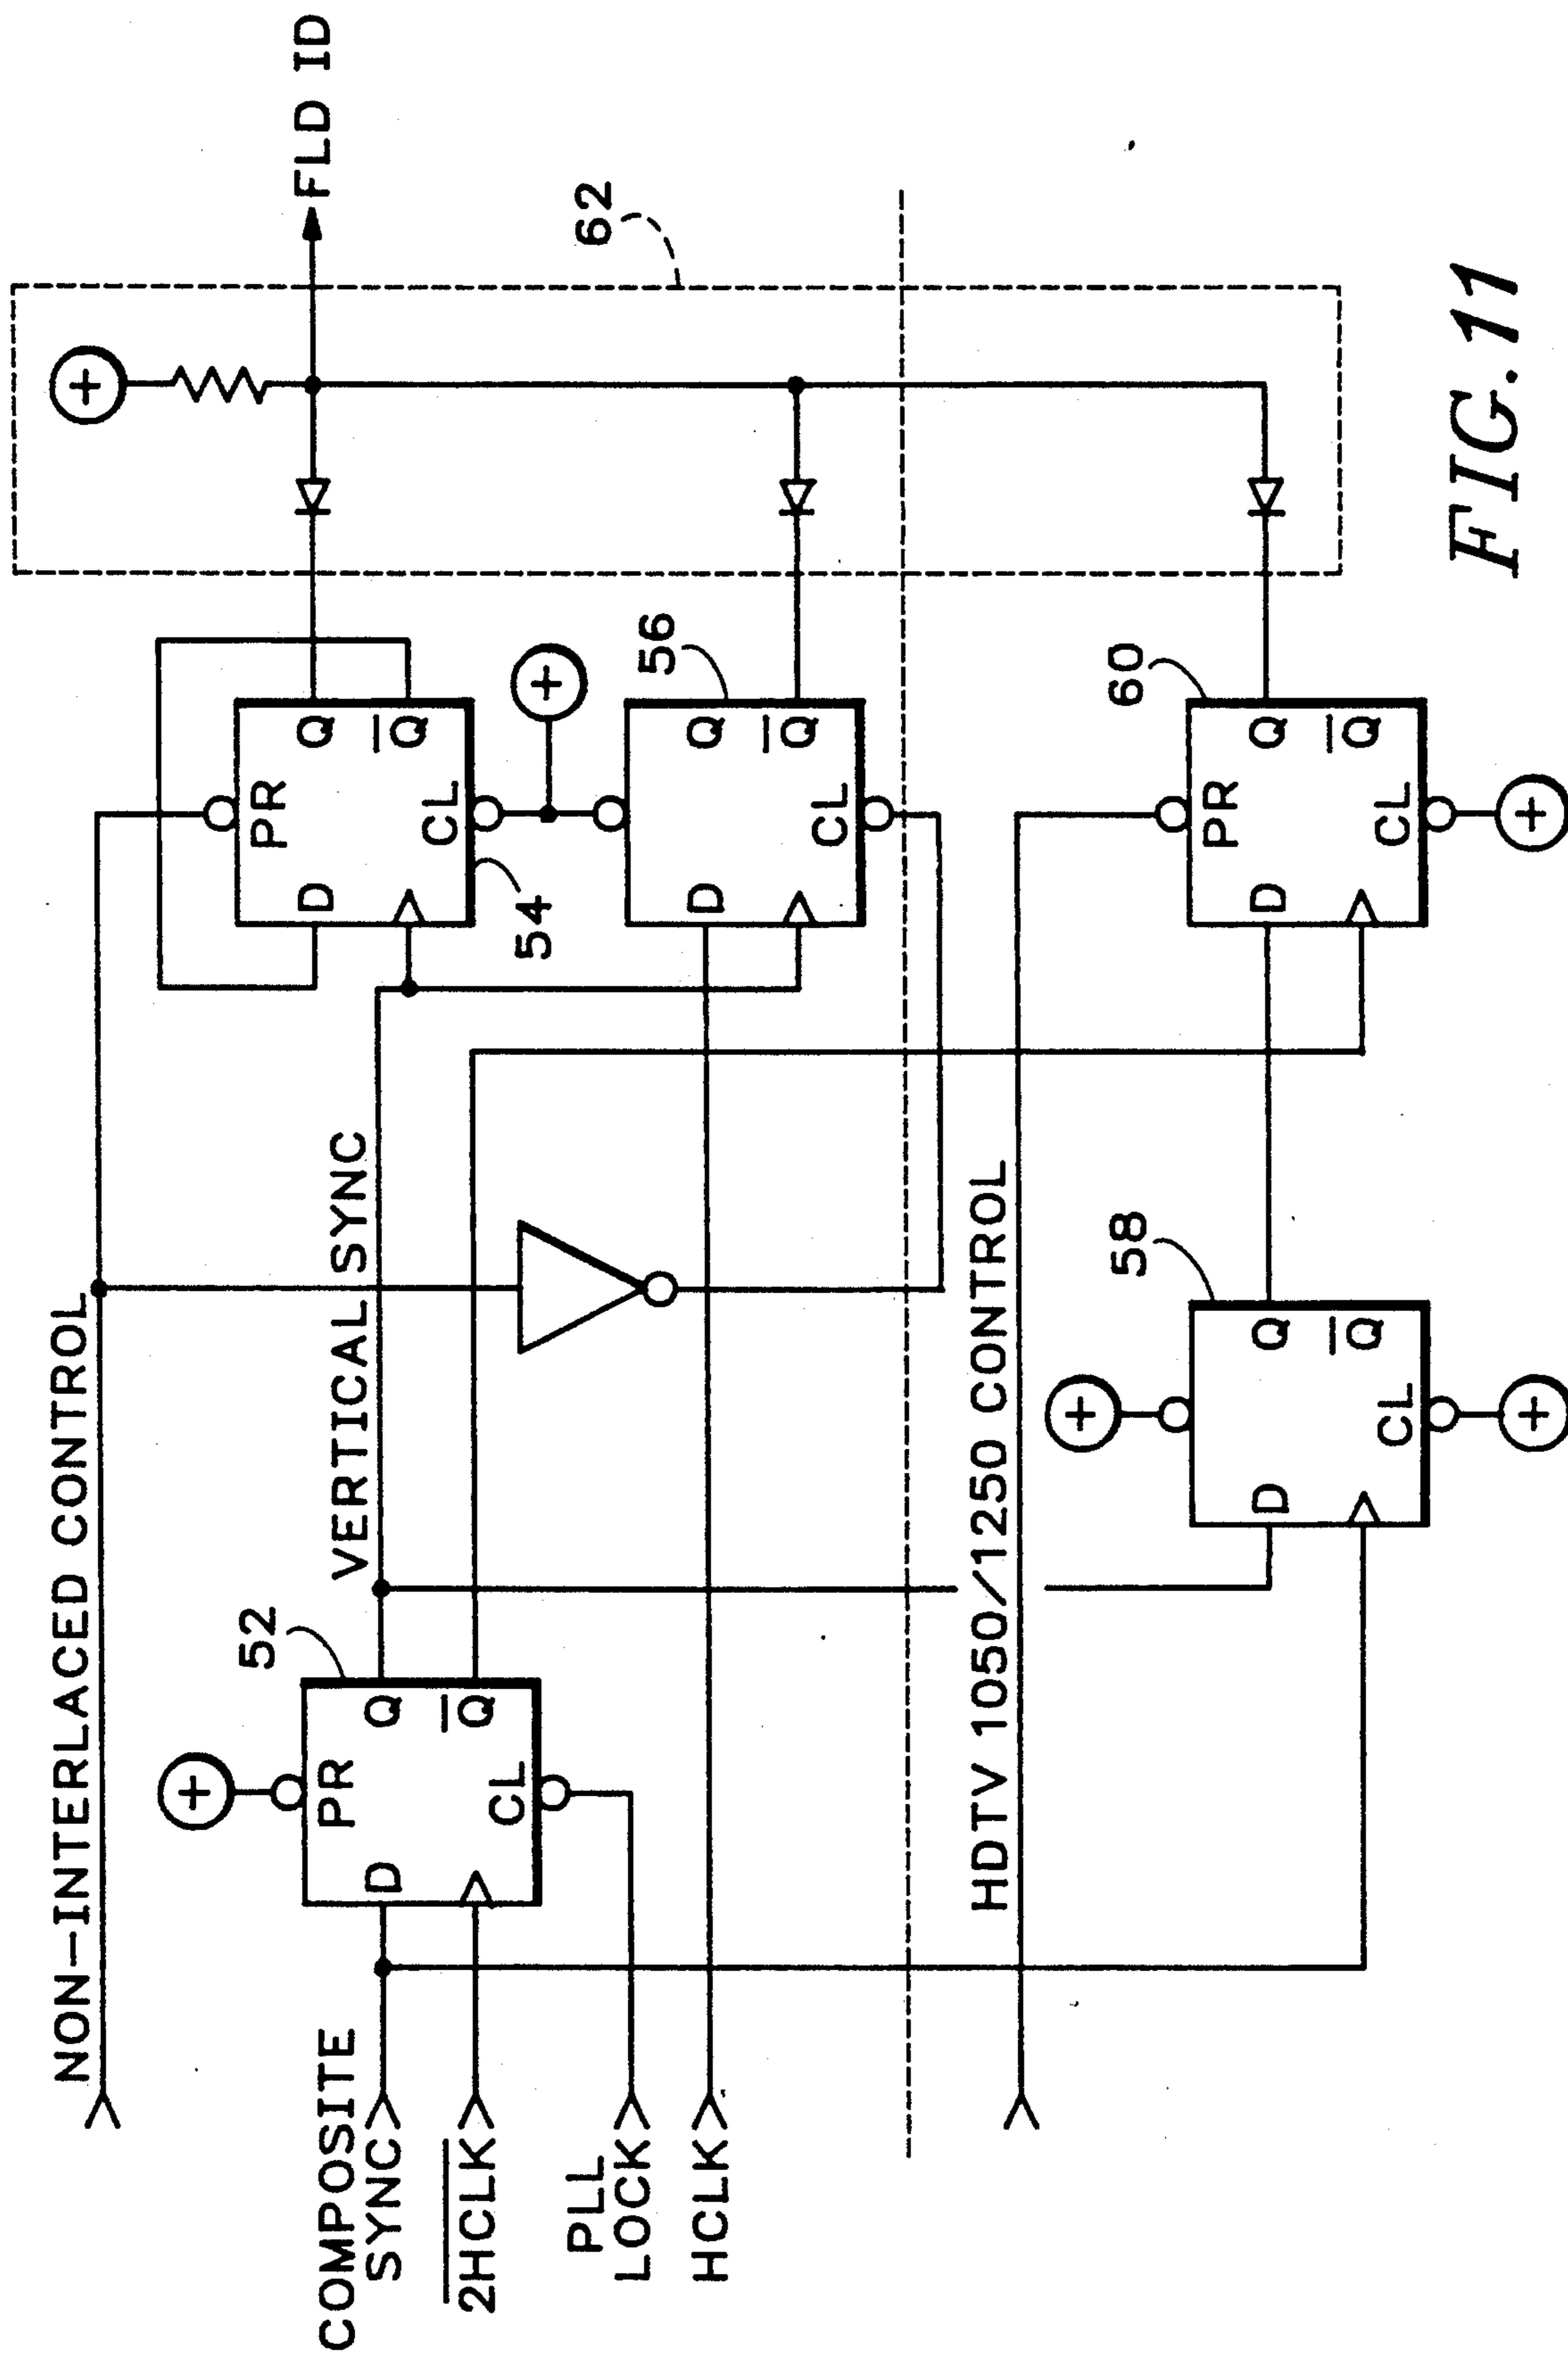 NON-INTERLACED CONTROL
FLD ID
62
52
COMPOSITE
SYNC
D
PR
Q
Q̅
CL
VERTICAL SYNC
D
PR
Q
Q̅
CL
54
2̅H̅C̅L̅K̅
PLL
LOCK
HCLK
56
D
Q
Q̅
CL
HDTV 1050/1250 CONTROL
58
D
Q
Q̅
CL
60
D
PR
Q
Q̅
CL
+
+
+
+
+
+
+
FIG.11